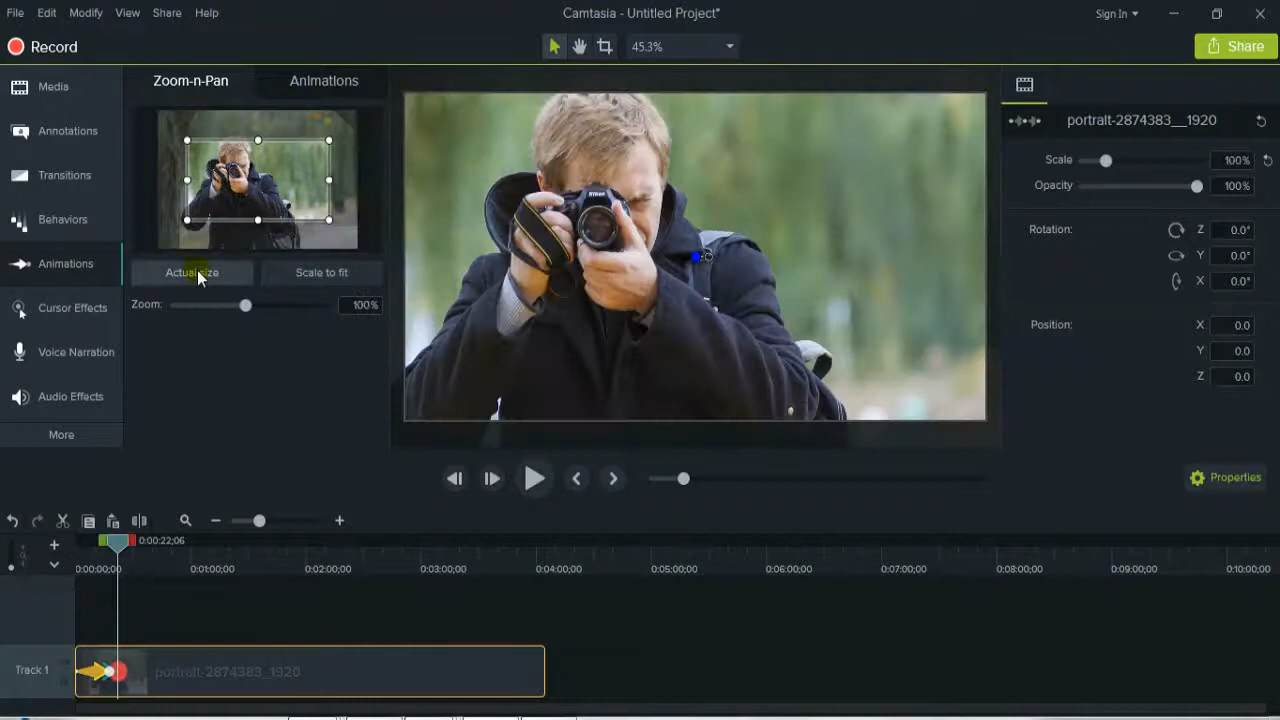 File Edit Modify View Share Help
Camtasia - Untitled Project*
Sign In
Record
45.3%
Share
Media
Annotations
Transitions
Behaviors
Animations
Cursor Effects
Voice Narration
Audio Effects
More
Zoom-n-Pan Animations
Actual size Scale to fit
Zoom: 100%
Nikon
portrait-2874383__1920
Scale 100%
Opacity 100%
Rotation: Z 0.0°
Y 0.0°
X 0.0°
Position: X 0.0
Y 0.0
Z 0.0
Properties
0:00:22;06
0:00:00;00 0:01:00;00 0:02:00;00 0:03:00;00 0:04:00;00 0:05:00;00 0:06:00;00 0:07:00;00 0:08:00;00 0:09:00;00 0:10:00;00
Track 1
portrait-2874383_1920